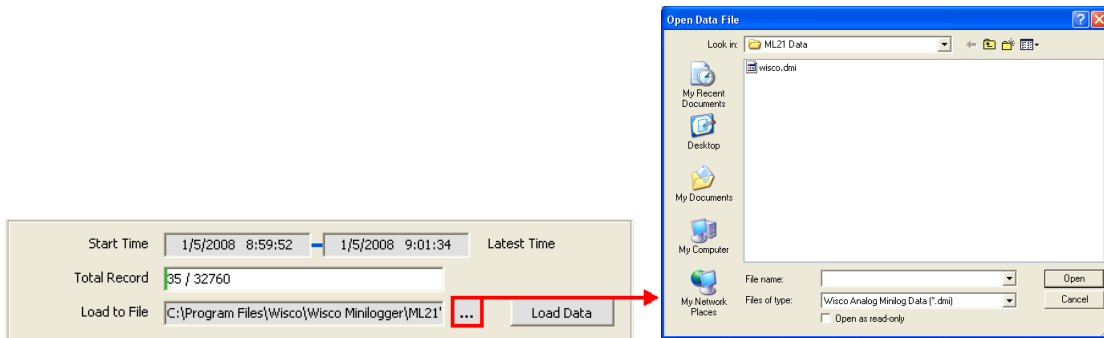 Start Time 1/5/2008 8:59:52 1/5/2008 9:01:34 Latest Time
Total Record 35 / 32760
Load to File C:\Program Files\Wisco\Wisco Minilogger\ML21' ... Load Data
Open Data File
Look in: ML21 Data
wisco.dmi
My Recent
Documents
Desktop
My Documents
My Computer
My Network
Places
File name: Open
Files of type: Wisco Analog Minilog Data (*.dmi) Cancel
Open as read-only